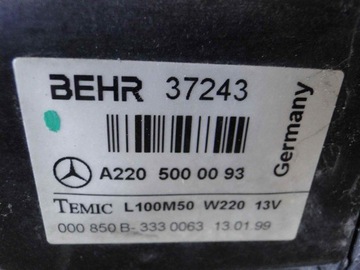 BEHR 37243
A220 500 00 93
TEMIC L100M50 W220 13V
000 850 B- 333 0063 13.01.99
Germany